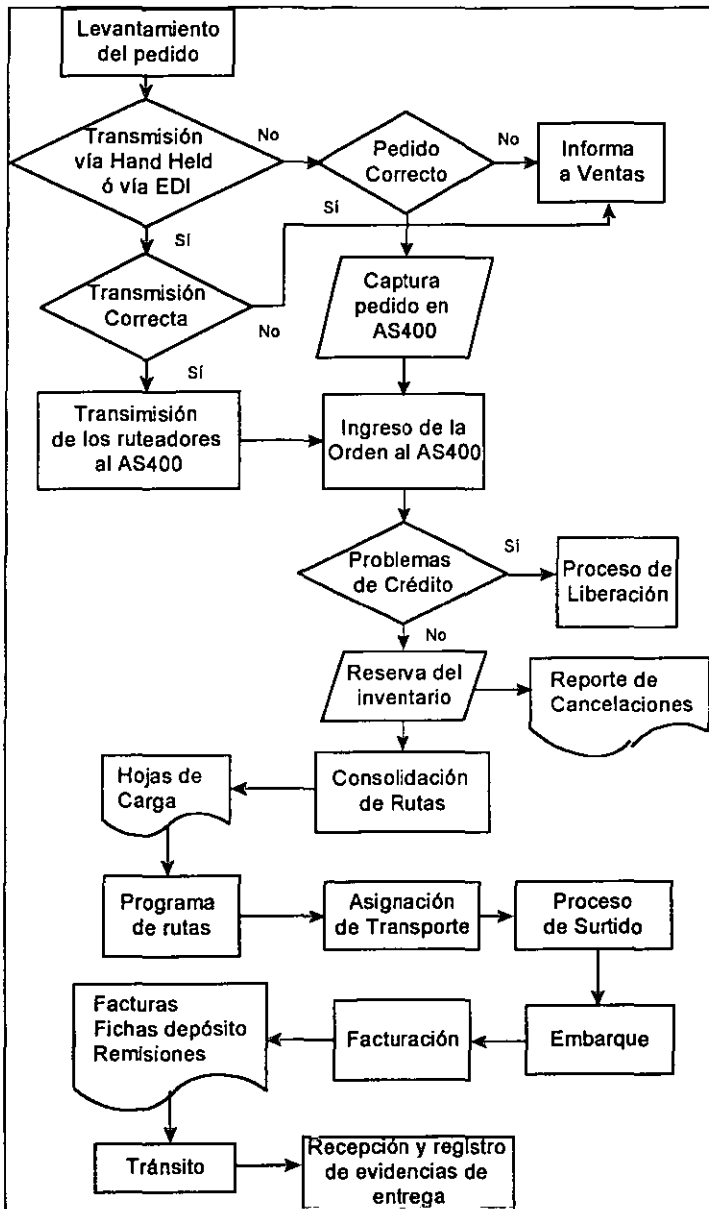 Levantamiento
del pedido
Transmisión
vía Hand Held
ó vía EDI
No
Pedido
Correcto
No
Informa
a Ventas
Sí
Sí
Transmisión
Correcta
No
Captura
pedido en
AS400
Sí
Transimisión
de los ruteadores
al AS400
Ingreso de la
Orden al AS400
Problemas
de Crédito
Sí
Proceso de
Liberación
No
Reserva del
inventario
Reporte de
Cancelaciones
Hojas de
Carga
Consolidación
de Rutas
Programa
de rutas
Asignación
de Transporte
Proceso
de Surtido
Facturas
Fichas depósito
Remisiones
Facturación
Embarque
Tránsito
Recepción y registro
de evidencias de
entrega